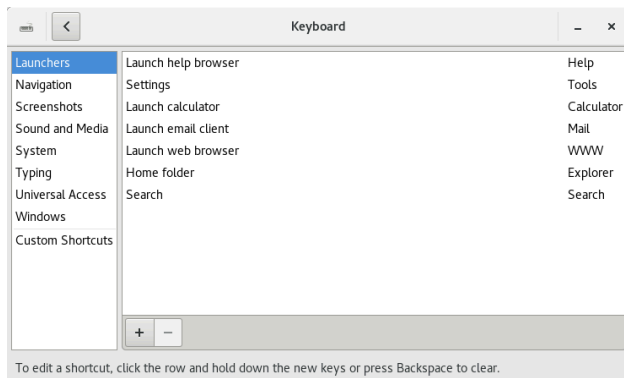 Keyboard
Launchers
Navigation
Screenshots
Sound and Media
System
Typing
Universal Access
Windows
Custom Shortcuts
Launch help browser Help
Settings Tools
Launch calculator Calculator
Launch email client Mail
Launch web browser WWW
Home folder Explorer
Search Search
To edit a shortcut, click the row and hold down the new keys or press Backspace to clear.